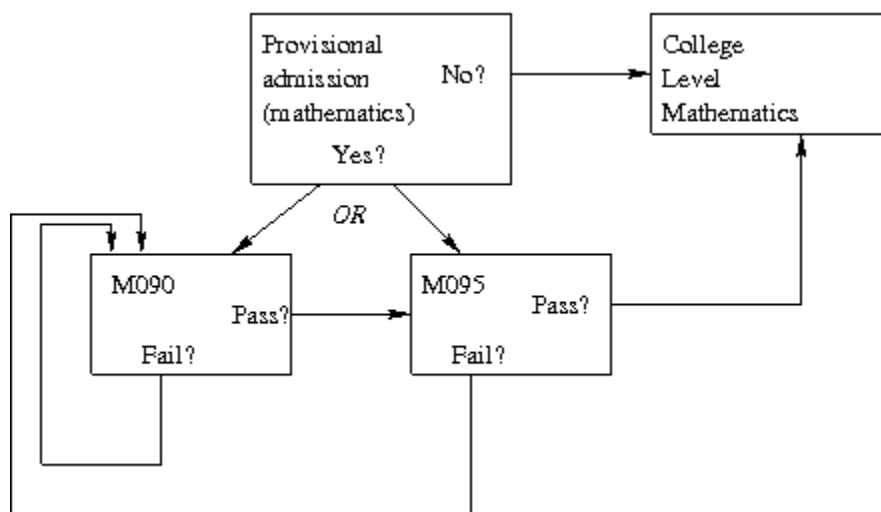 Provisional
admission
(mathematics)
No?
Yes?
College
Level
Mathematics
OR
M090
Pass?
Fail?
M095
Pass?
Fail?